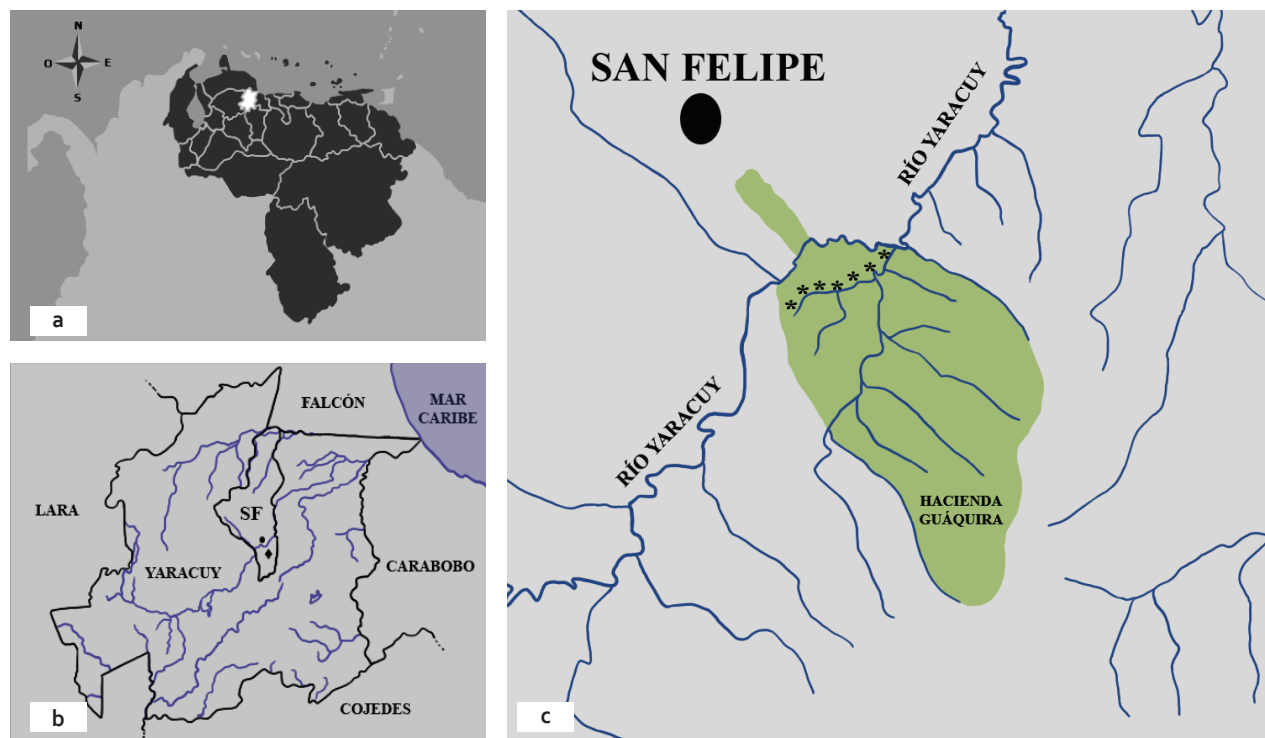 N
O
E
S
a
FALCÓN
MAR
CARIBE
LARA
SF
YARACUY
CARABOBO
COJEDES
b
SAN FELIPE
RÍO YARACUY
* * * * * * *
RÍO YARACUY
HACIENDA
GUÁQUIRA
c